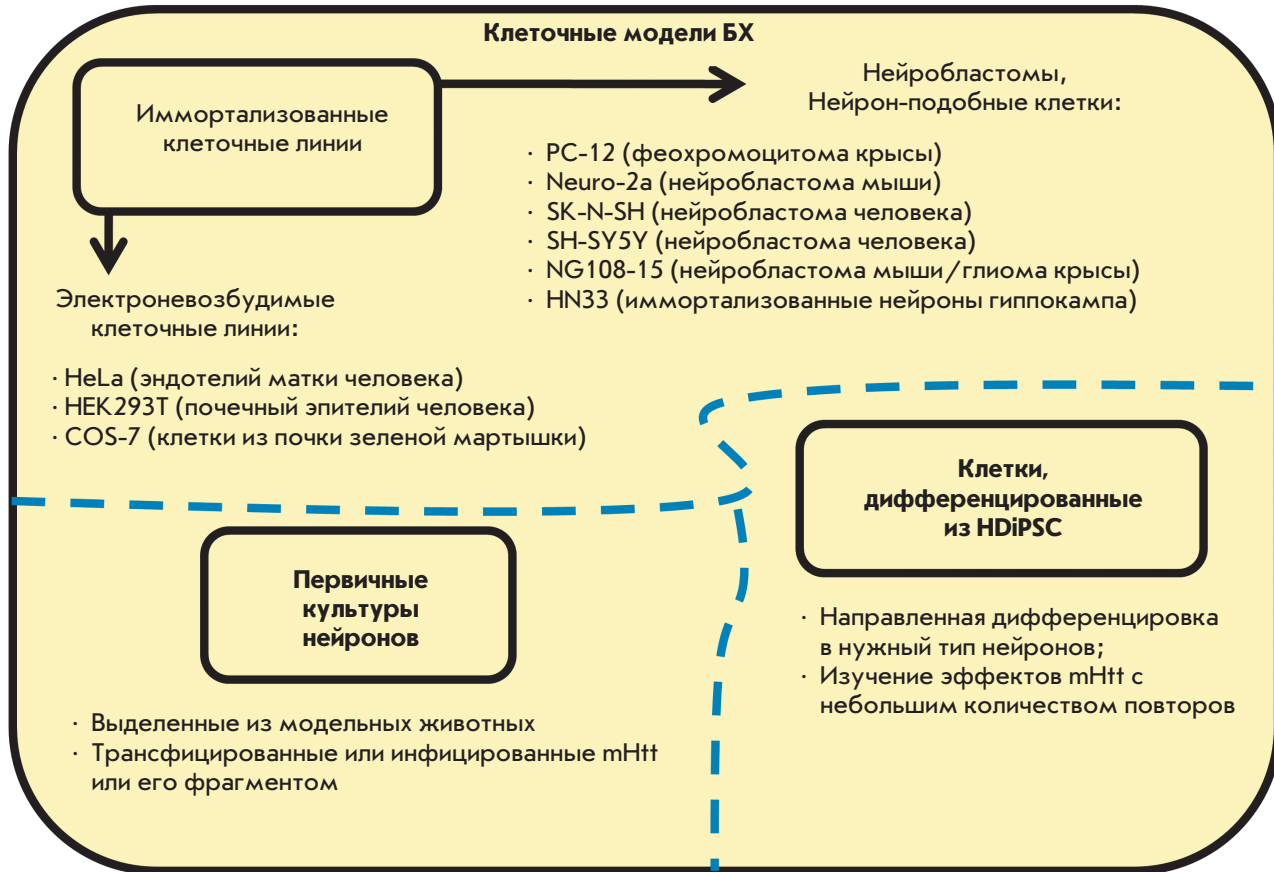 Клеточные модели БХ
Иммортализованные
клеточные линии
Нейробластомы,
Нейрон-подобные клетки:
· PC-12 (феохромоцитома крысы)
· Neuro-2a (нейробластома мыши)
· SK-N-SH (нейробластома человека)
· SH-SY5Y (нейробластома человека)
· NG108-15 (нейробластома мыши/глиома крысы)
· HN33 (иммортализованные нейроны гиппокампа)
Электроневозбудимые
клеточные линии:
· HeLa (эндотелий матки человека)
· HEK293T (почечный эпителий человека)
· COS-7 (клетки из почки зеленой мартышки)
Первичные
культуры
нейронов
· Выделенные из модельных животных
· Трансфицированные или инфицированные mHtt
или его фрагментом
Клетки,
дифференцированные
из HDiPSC
· Направленная дифференцировка
в нужный тип нейронов;
· Изучение эффектов mHtt с
небольшим количеством повторов